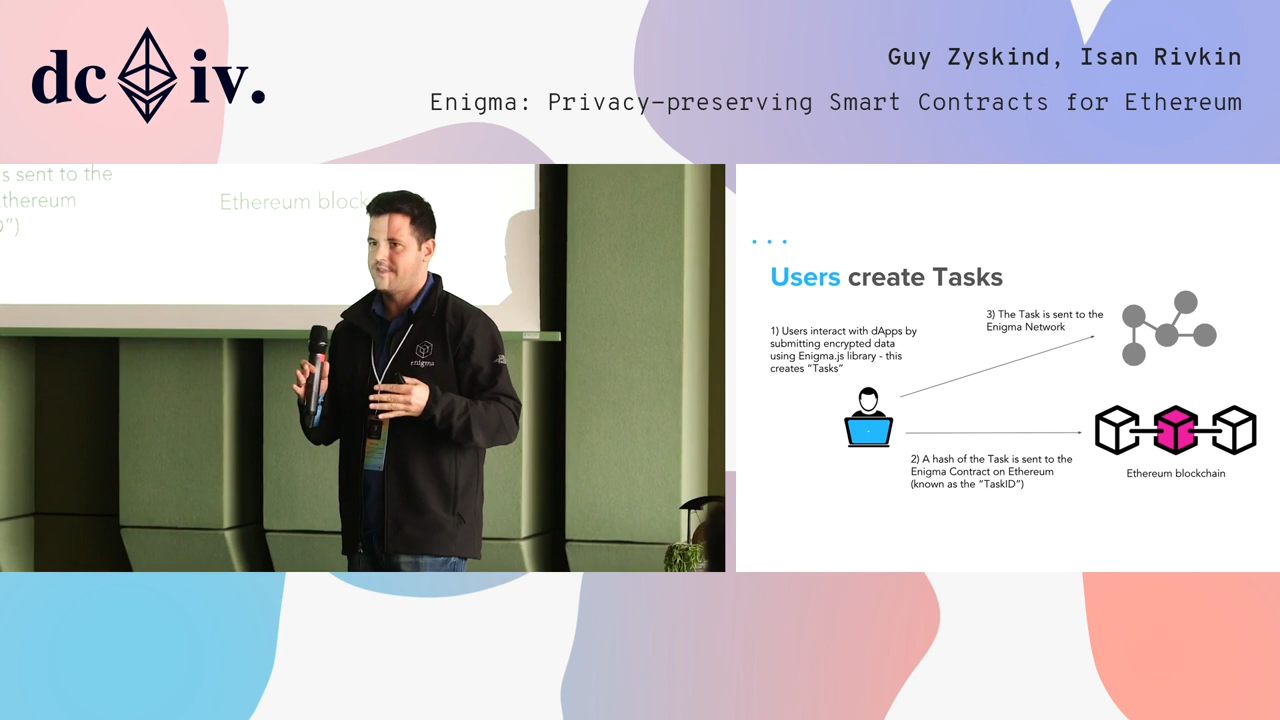 dc iv.
Guy Zyskind, Isan Rivkin
Enigma: Privacy-preserving Smart Contracts for Ethereum
s sent to the
thereum
D")
Ethereum block
enigma
Users create Tasks
1) Users interact with dApps by
submitting encrypted data
using Enigma.js library - this
creates "Tasks"
3) The Task is sent to the
Enigma Network
2) A hash of the Task is sent to the
Enigma Contract on Ethereum
(known as the "TaskID")
Ethereum blockchain